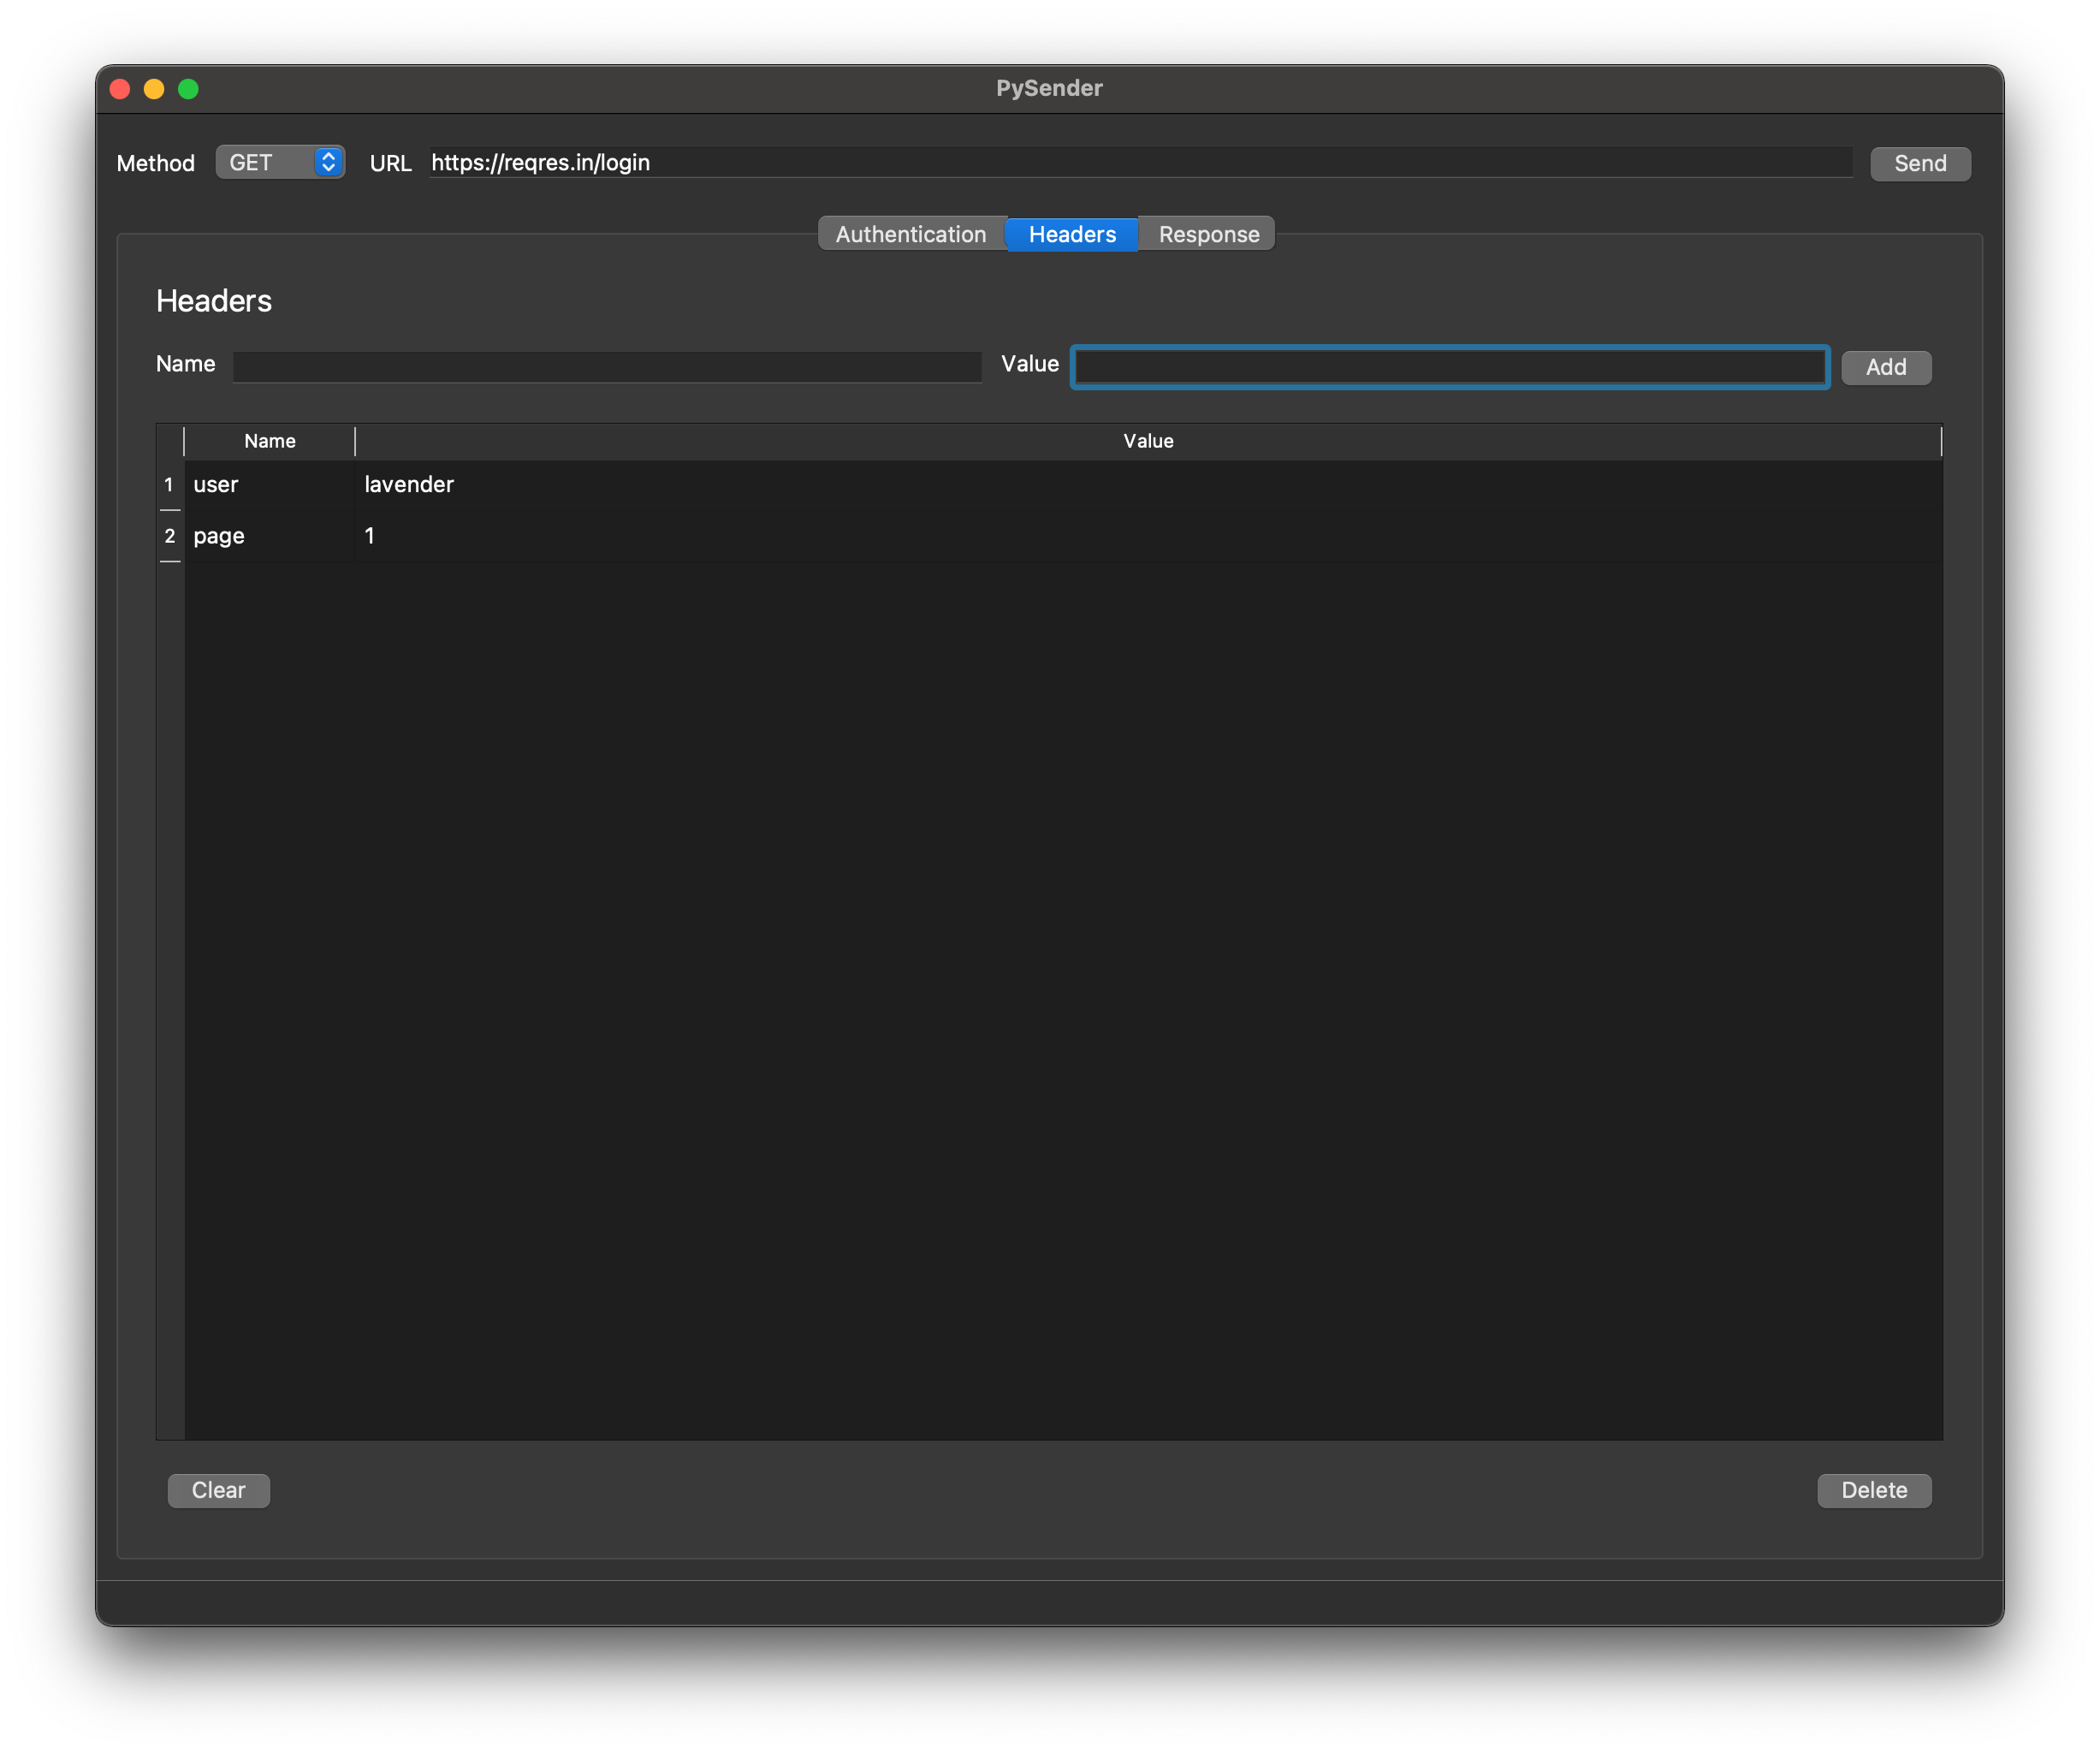 PySender
Method GET URL https://reqres.in/login Send
Authentication Headers Response
Headers
Name Value Add
Name Value
1 user lavender
2 page 1
Clear Delete